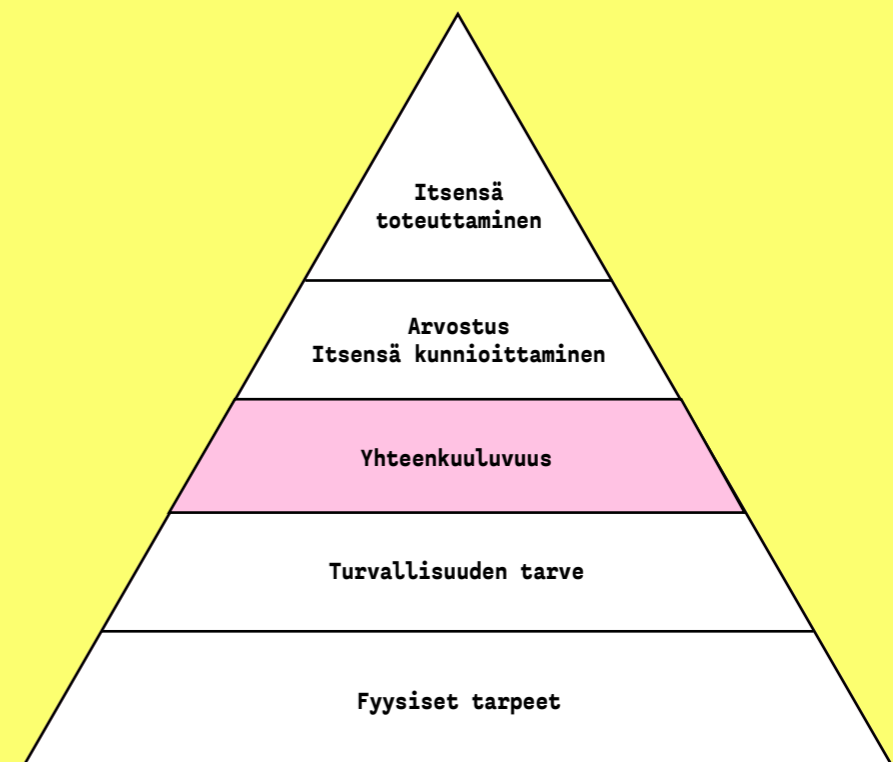 Itsensä
toteuttaminen
Arvostus
Itsensä kunnioittaminen
Yhteenkuuluvuus
Turvallisuuden tarve
Fyysiset tarpeet